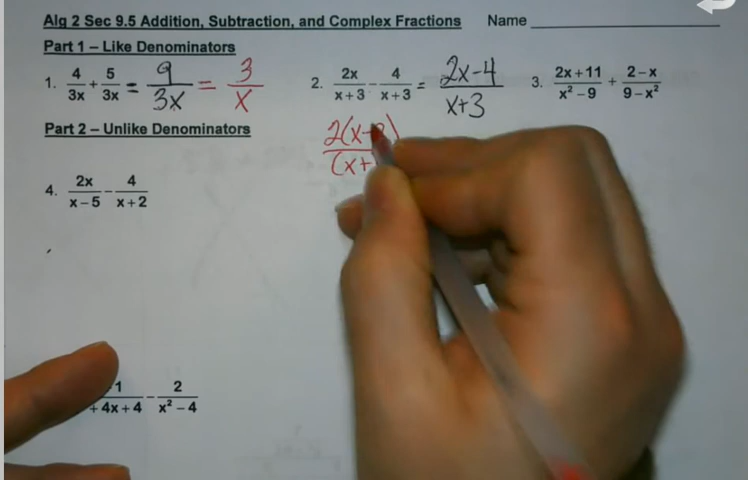 Alg 2 Sec 9.5 Addition, Subtraction, and Complex Fractions Name
Part 1 – Like Denominators
1. 4/3x + 5/3x = 9/3x = 3/x
2. 2x/x+3 - 4/x+3 = 2x-4/x+3
3. 2x+11/x²-9 + 2-x/9-x²
2(x-
(x+
Part 2 – Unlike Denominators
4. 2x/x-5 - 4/x+2
1/+4x+4 - 2/x²-4